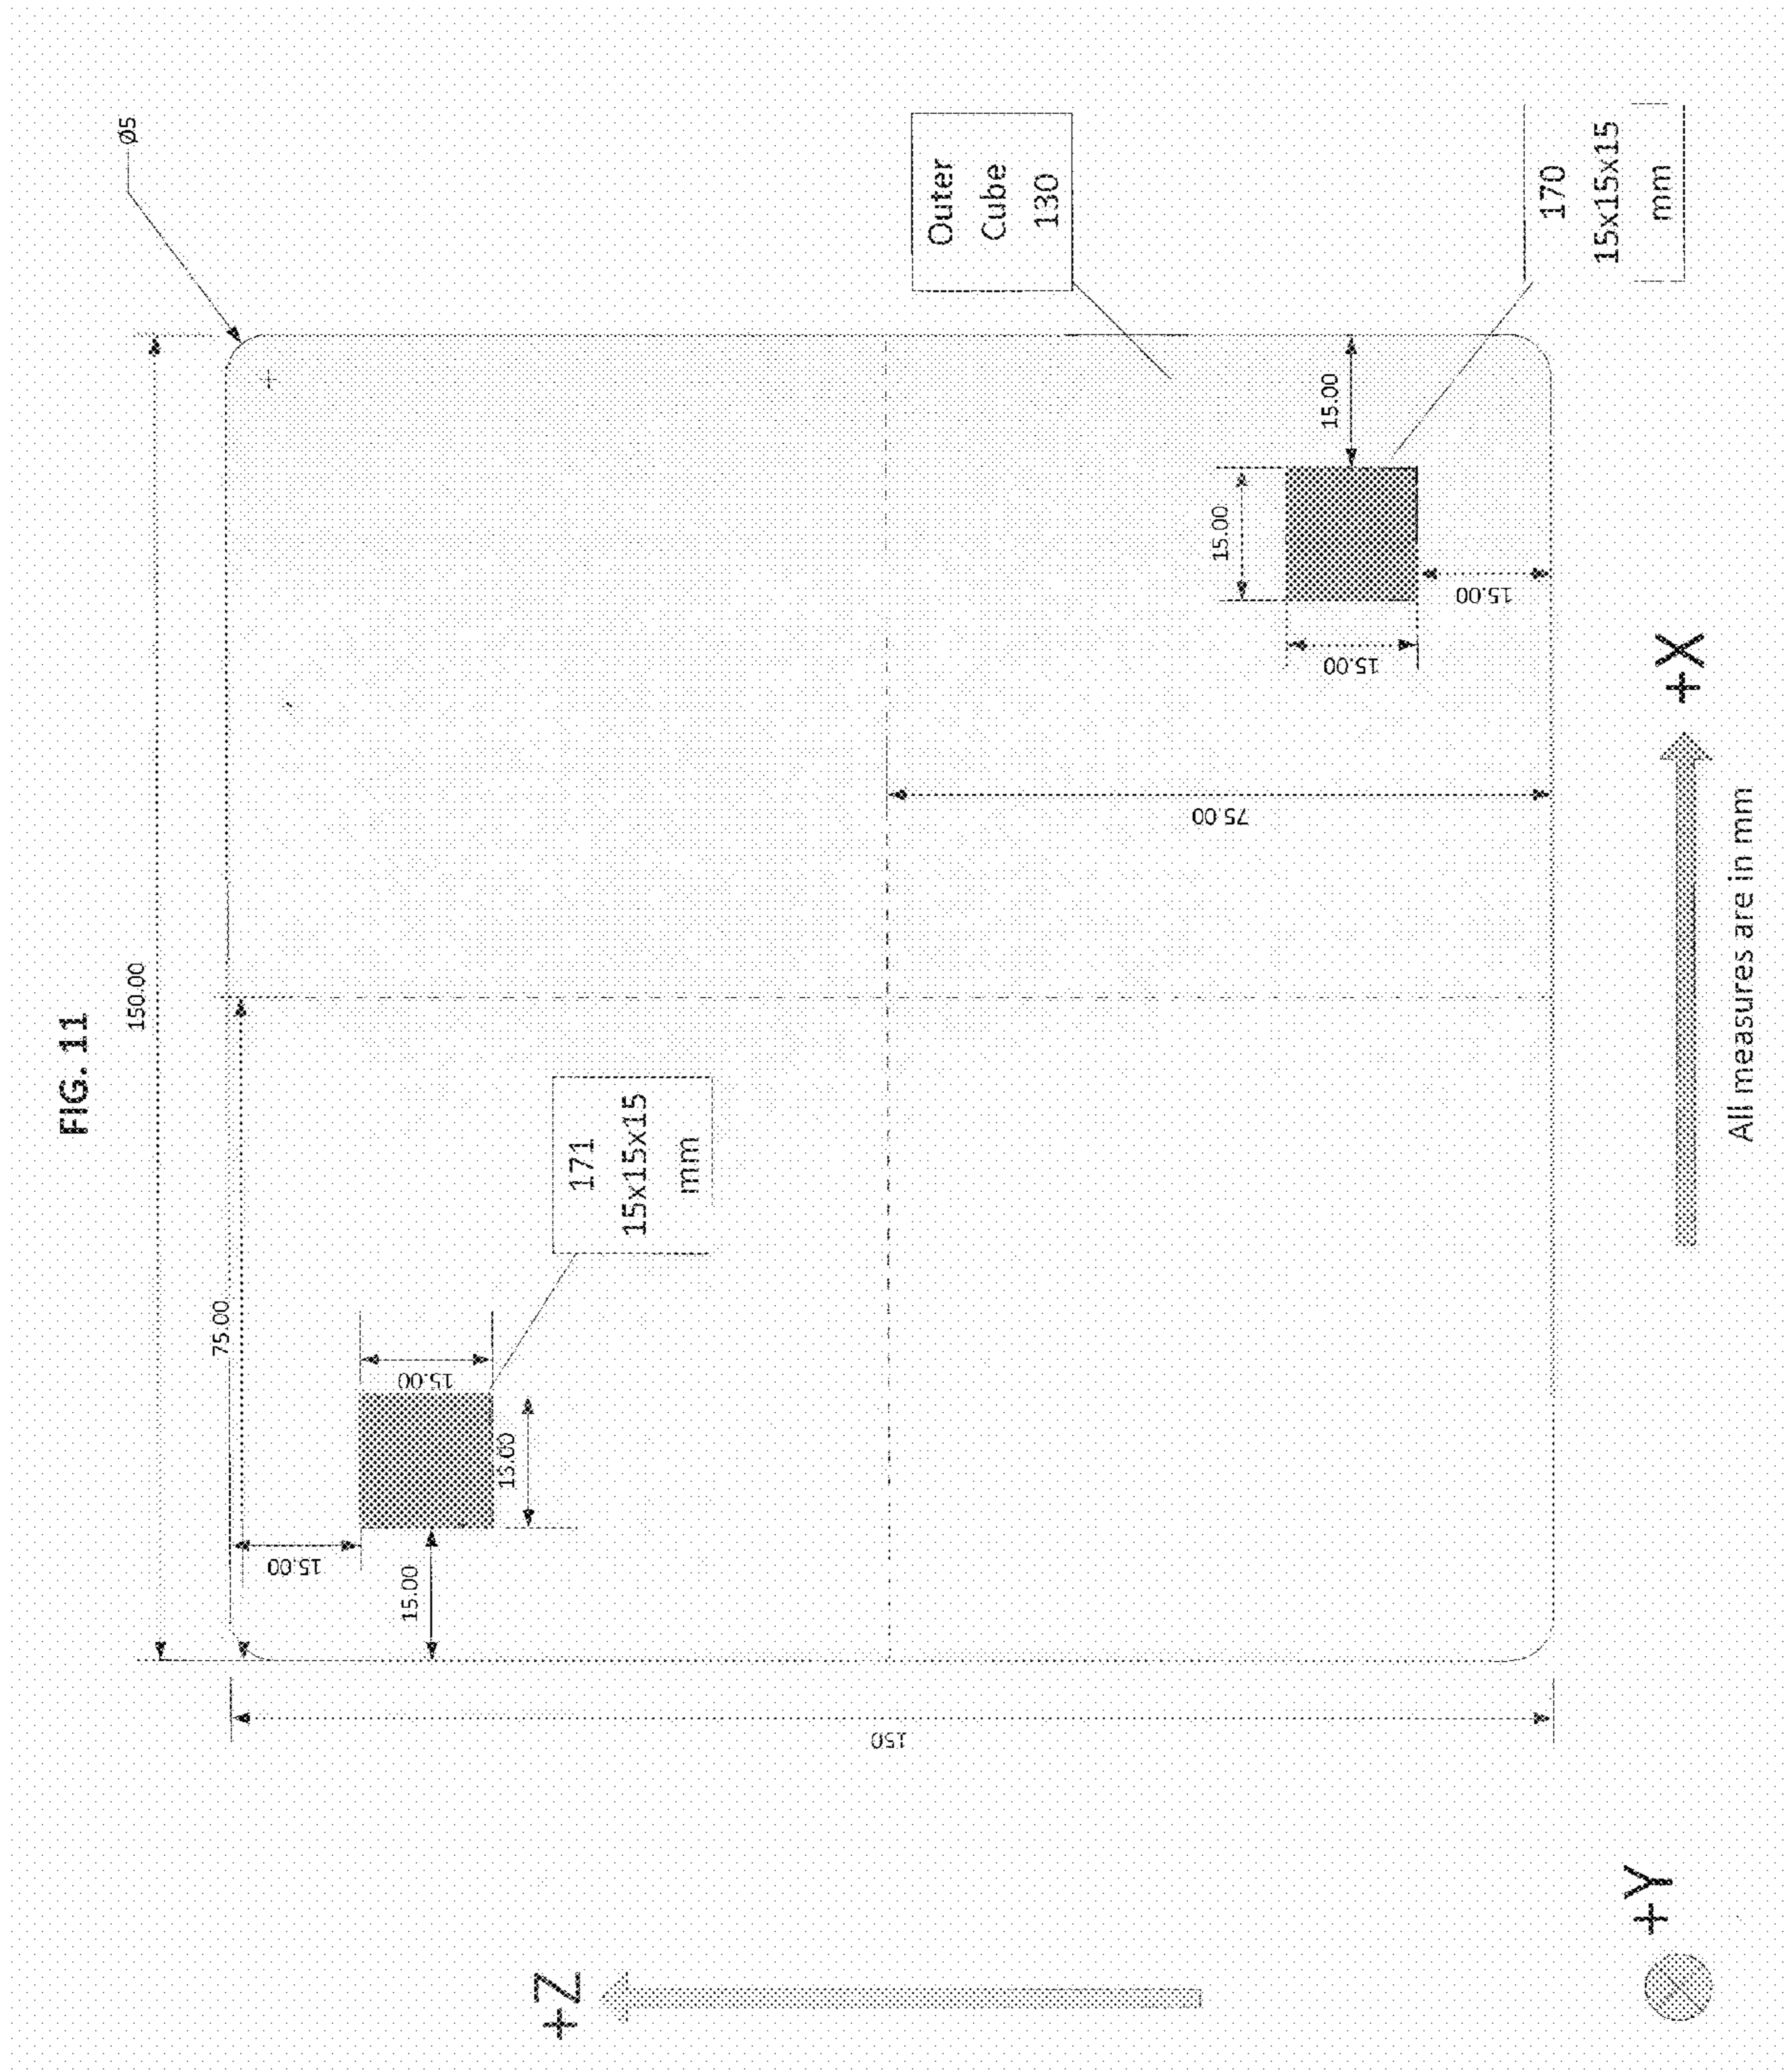 FIG. 11
Ø5
150.00
75.00
15.00
15.00
15.00
15.00
+Z
171
15x15x15
mm
150
Outer
Cube
130
75.00
15.00
15.00
15.00
15.00
170
15x15x15
mm
+Y
+X
All measures are in mm